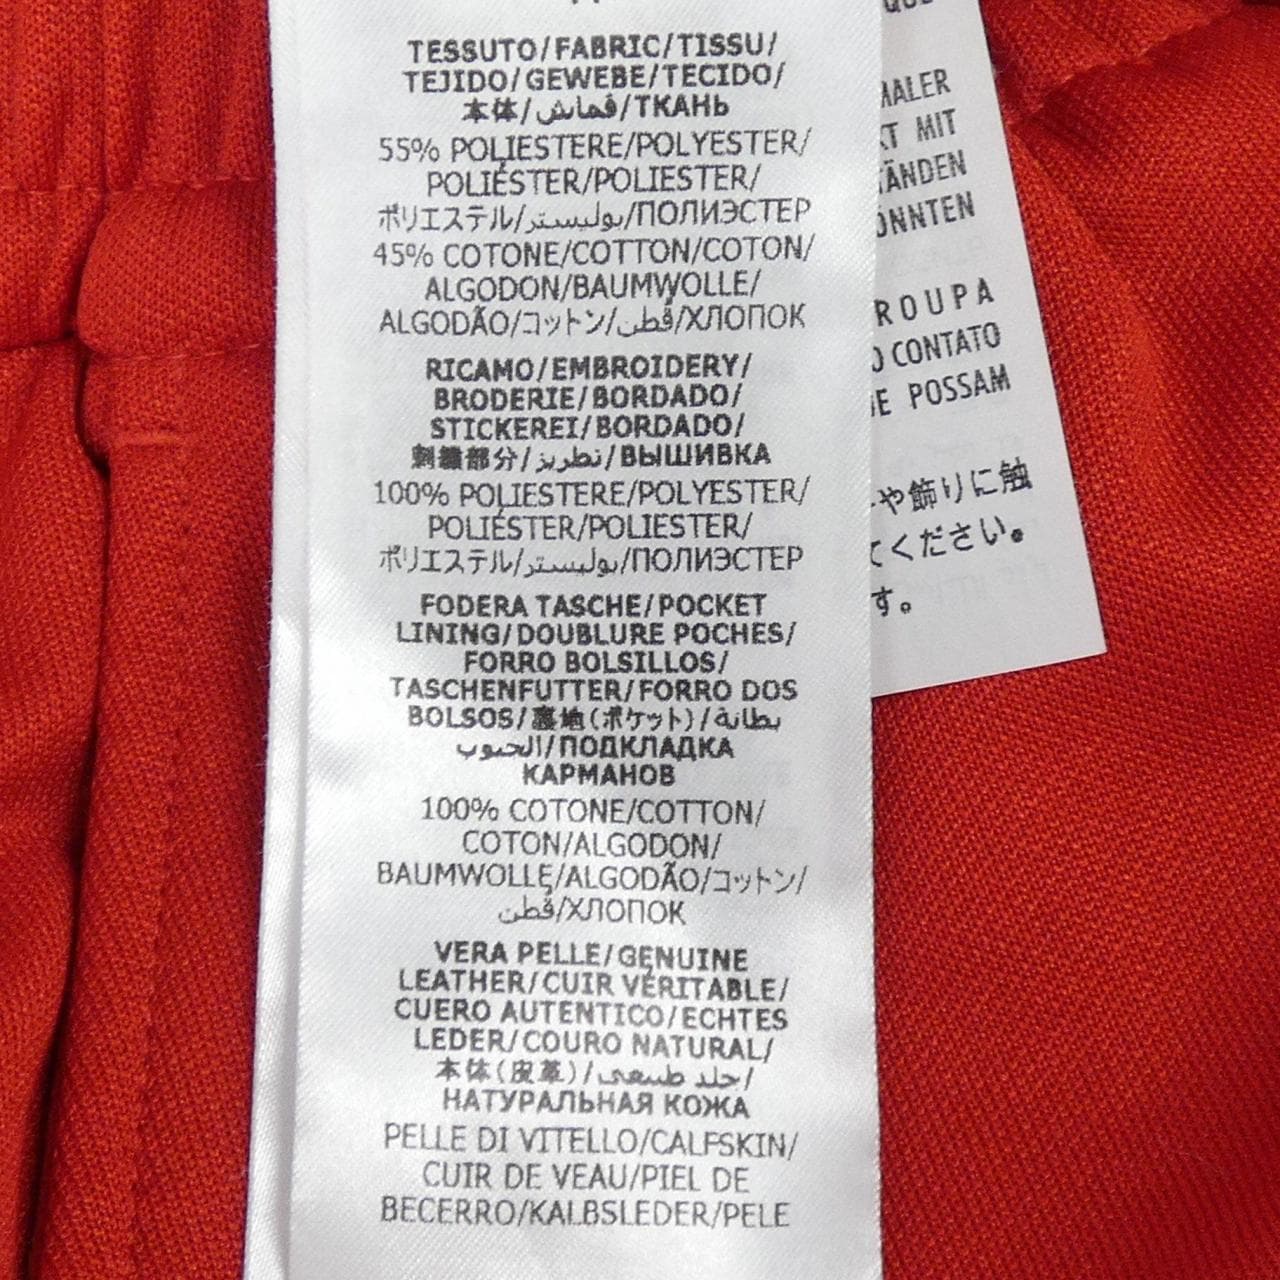 TESSUTO/FABRIC/TISSU/
TEJIDO/GEWEBE/TECIDO/
本体/قماش/ТКАНЬ
55% POLIESTERE/POLYESTER/
POLIÉSTER/POLIESTER/
ポリエステル/بوليستر/ПОЛИЭСТЕР
45% COTONE/COTTON/COTON/
ALGODON/BAUMWOLLE/
ALGODÃO/コットン/قطن/ХЛОПОК
RICAMO/EMBROIDERY/
BRODERIE/BORDADO/
STICKEREI/BORDADO/
刺繍部分/تطريز/ВЫШИВКА
100% POLIESTERE/POLYESTER/
POLIÉSTER/POLIESTER/
ポリエステル/بوليستر/ПОЛИЭСТЕР
FODERA TASCHE/POCKET
LINING/DOUBLURE POCHES/
FORRO BOLSILLOS/
TASCHENFUTTER/FORRO DOS
BOLSOS/裏地(ポケット)/بطانة
الجيوب/ПОДКЛАДКА
КАРМАНОВ
100% COTONE/COTTON/
COTON/ALGODON/
BAUMWOLLE/ALGODÃO/コットン/
قطن/ХЛОПОК
VERA PELLE/GENUINE
LEATHER/CUIR VÉRITABLE/
CUERO AUTENTICO/ECHTES
LEDER/COURO NATURAL/
本体(皮革)/جلد طبيعى/
НАТУРАЛЬНАЯ КОЖА
PELLE DI VITELLO/CALFSKIN/
CUIR DE VEAU/PIEL DE
BECERRO/KALBSLEDER/PELE
MIT
ROUPA
CONTATO
POSSAM
や飾りに触
てください。
す。